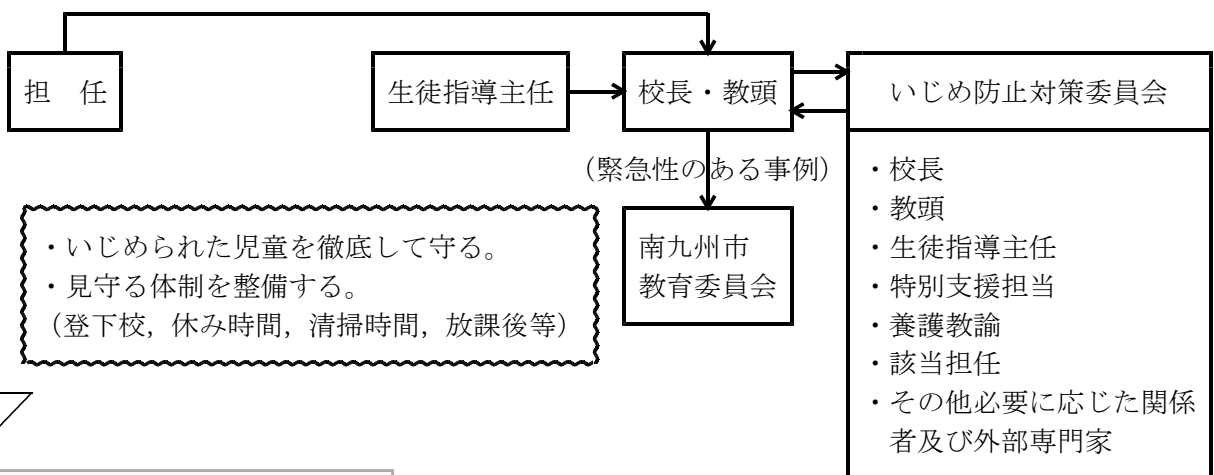 担　任
生徒指導主任
校長・教頭
いじめ防止対策委員会
(緊急性のある事例)
南九州市
教育委員会
・いじめられた児童を徹底して守る。
・見守る体制を整備する。
(登下校，休み時間，清掃時間，放課後等)
・校長
・教頭
・生徒指導主任
・特別支援担当
・養護教諭
・該当担任
・その他必要に応じた関係
者及び外部専門家